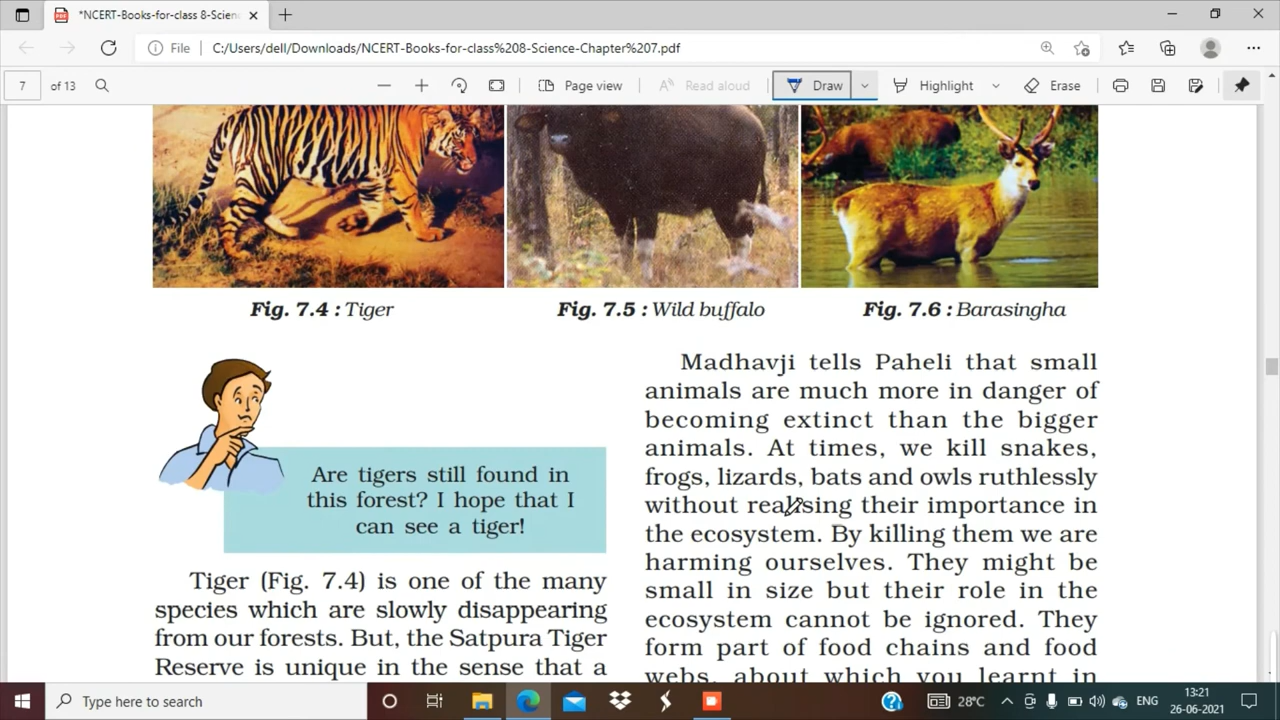 *NCERT-Books-for class 8-Scien
File
C:/Users/dell/Downloads/NCERT-Books-for-class%208-Science-Chapter%207.pdf
7 of 13
Page view
Read aloud
Draw
Highlight
Erase
Fig. 7.4 : Tiger
Fig. 7.5 : Wild buffalo
Fig. 7.6 : Barasingha
Are tigers still found in
this forest? I hope that I
can see a tiger!
Tiger (Fig. 7.4) is one of the many
species which are slowly disappearing
from our forests. But, the Satpura Tiger
Reserve is unique in the sense that a
Madhavji tells Paheli that small
animals are much more in danger of
becoming extinct than the bigger
animals. At times, we kill snakes,
frogs, lizards, bats and owls ruthlessly
without realising their importance in
the ecosystem. By killing them we are
harming ourselves. They might be
small in size but their role in the
ecosystem cannot be ignored. They
form part of food chains and food
webs, about which you learnt in
Type here to search
28°C
ENG
13:21
26-06-2021